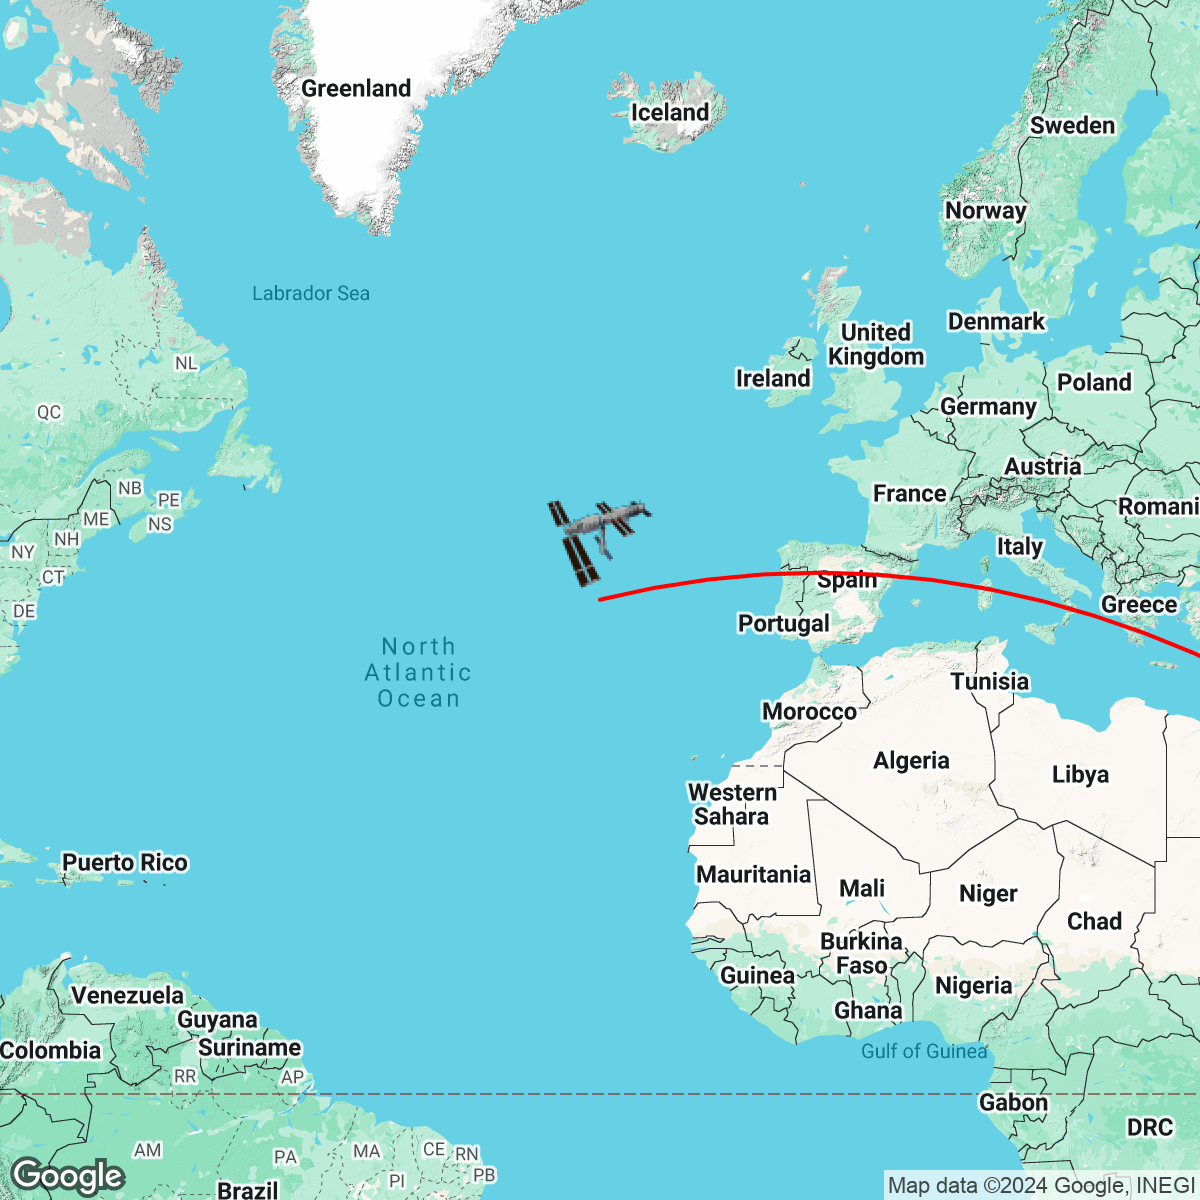 Greenland
Iceland
Sweden
Norway
Labrador Sea
Denmark
United
Kingdom
NL
Ireland
Poland
QC
Germany
Austria
NB
PE
France
Romani
ME
NS
NH
NY
Italy
CT
Spain
DE
Greece
Portugal
North
Atlantic
Ocean
Tunisia
Morocco
Algeria
Libya
Western
Sahara
Puerto Rico
Mauritania
Mali
Niger
Chad
Burkina
Faso
Guinea
Nigeria
Venezuela
Ghana
Guyana
Suriname
Colombia
Gulf of Guinea
RR
AP
Gabon
DRC
AM
PA
MA
CE
RN
PI
PB
Google
Brazil
Map data ©2024 Google, INEGI